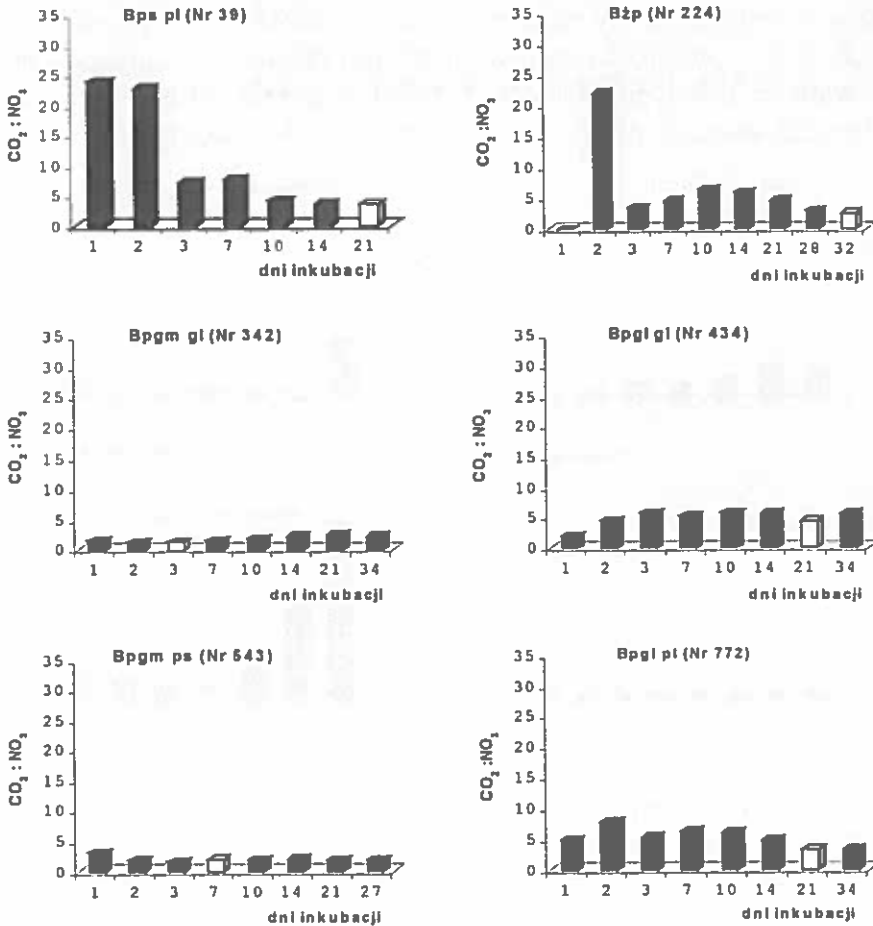 Bps pl (Nr 39)
35
30
25
20
15
10
5
0
CO2 : NO3
1 2 3 7 10 14 21
dni inkubacji
Bżp (Nr 224)
35
30
25
20
15
10
5
0
CO2 :NO3
1 2 3 7 10 14 21 28 32
dni inkubacji
Bpgm gl (Nr 342)
35
30
25
20
15
10
5
0
CO2 : NO3
1 2 3 7 10 14 21 34
dni inkubacji
Bpgl gl (Nr 434)
35
30
25
20
15
10
5
0
CO2 : NO3
1 2 3 7 10 14 21 34
dni inkubacji
Bpgm ps (Nr 543)
35
30
25
20
15
10
5
0
CO2 : NO3
1 2 3 7 10 14 21 27
dni inkubacji
Bpgl pl (Nr 772)
35
30
25
20
15
10
5
0
CO2 :NO3
1 2 3 7 10 14 21 34
dni inkubacji